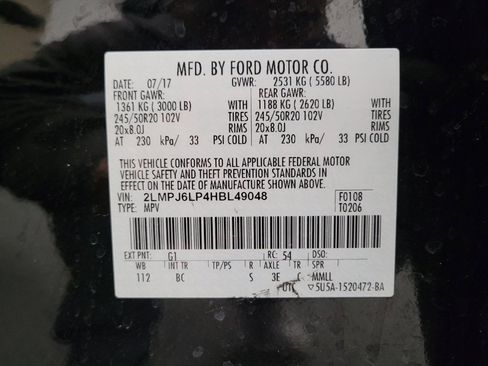 MFD. BY FORD MOTOR CO.
DATE: 07/17 GVWR: 2531 KG ( 5580 LB)
FRONT GAWR: REAR GAWR:
1361 KG ( 3000 LB) WITH 1188 KG ( 2620 LB) WITH
245/50R20 102V TIRES 245/50R20 102V TIRES
20x8.0J RIMS 20x8.0J RIMS
AT 230 kPa/ 33 PSI COLD AT 230 kPa/ 33 PSI COLD
THIS VEHICLE CONFORMS TO ALL APPLICABLE FEDERAL MOTOR
VEHICLE SAFETY AND THEFT PREVENTION STANDARDS IN EFFECT ON THE
DATE OF MANUFACTURE SHOWN ABOVE.
VIN: 2LMPJ6LP4HBL49048 F0108
TYPE: MPV T0206
EXT PNT: G1 RC: 54 DSO:
WB INT TR TP/PS R AXLE TR SPR
112 BC S 3E MMLL
UTC ▽5U5A-1520472-BA